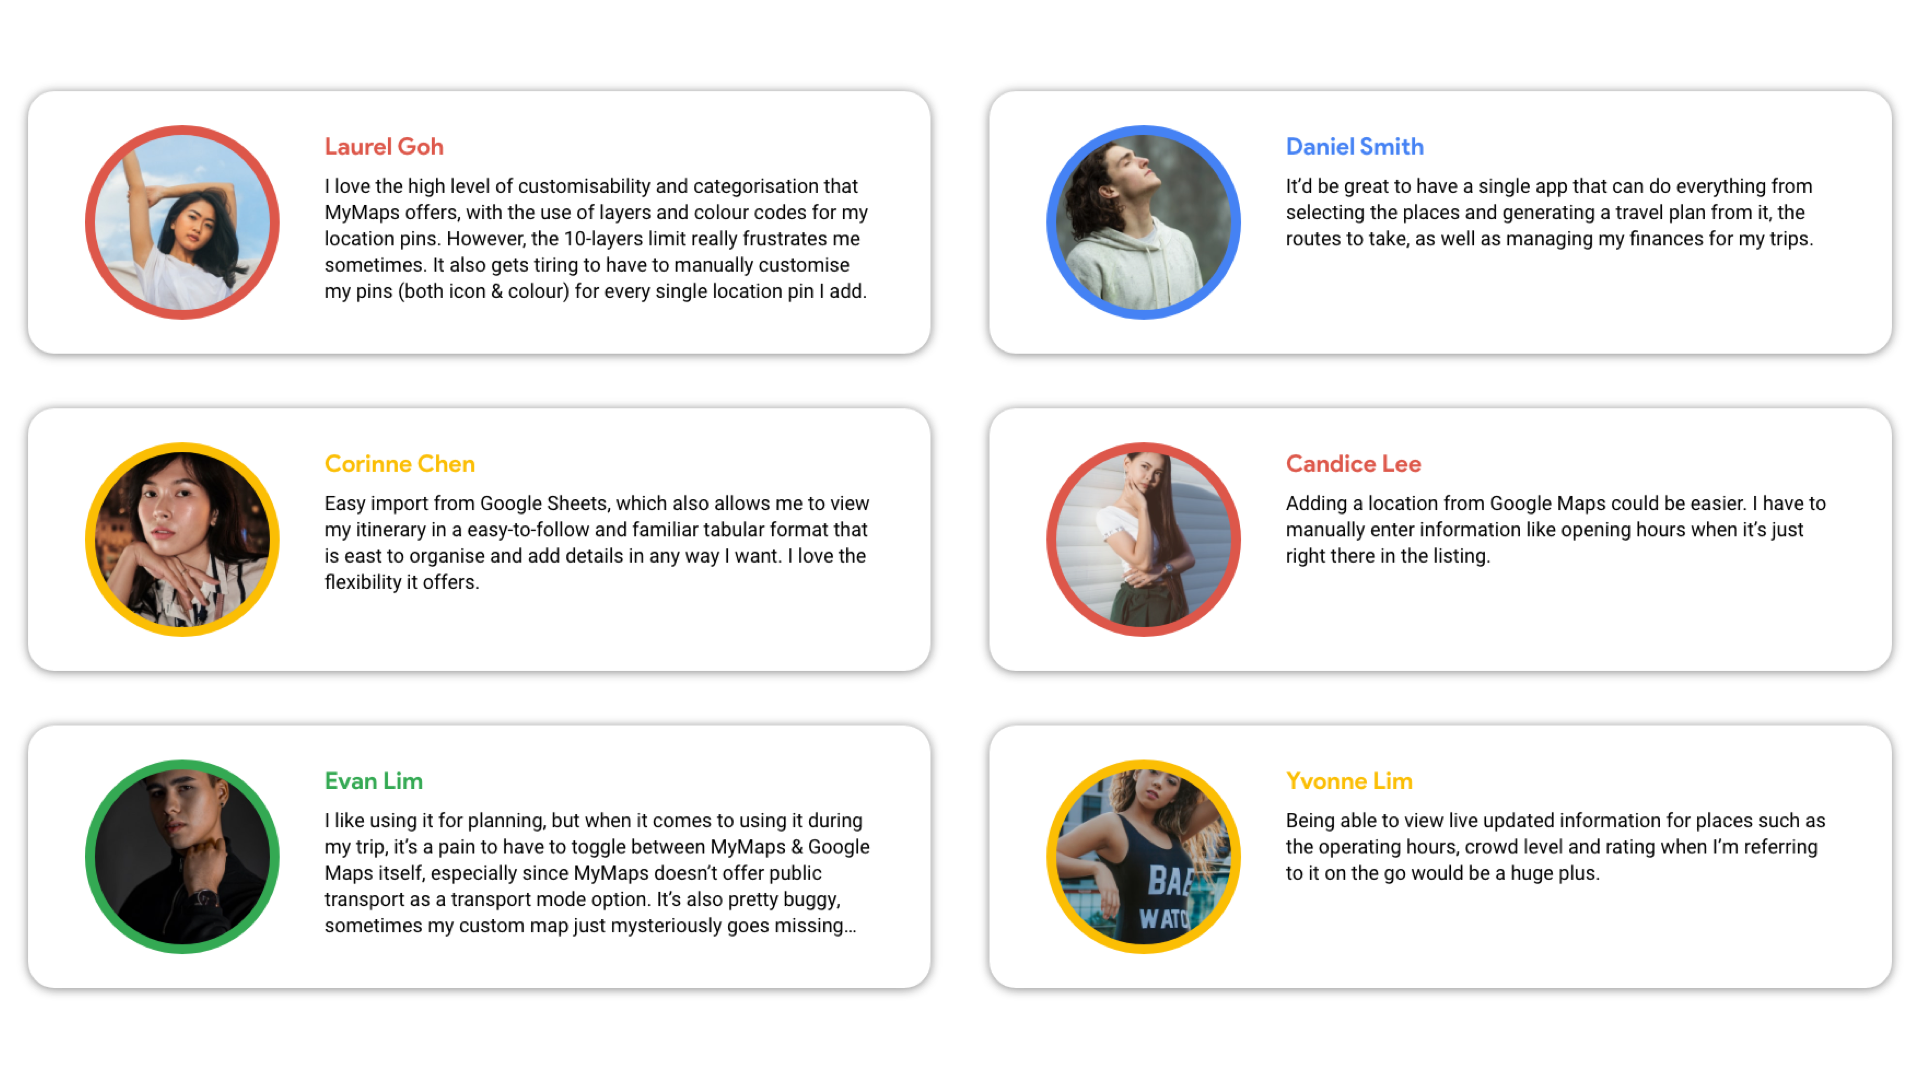 Laurel Goh
I love the high level of customisability and categorisation that
MyMaps offers, with the use of layers and colour codes for my
location pins. However, the 10-layers limit really frustrates me
sometimes. It also gets tiring to have to manually customise
my pins (both icon & colour) for every single location pin I add.
Daniel Smith
It’d be great to have a single app that can do everything from
selecting the places and generating a travel plan from it, the
routes to take, as well as managing my finances for my trips.
Corinne Chen
Easy import from Google Sheets, which also allows me to view
my itinerary in a easy-to-follow and familiar tabular format that
is east to organise and add details in any way I want. I love the
flexibility it offers.
Candice Lee
Adding a location from Google Maps could be easier. I have to
manually enter information like opening hours when it’s just
right there in the listing.
Evan Lim
I like using it for planning, but when it comes to using it during
my trip, it’s a pain to have to toggle between MyMaps & Google
Maps itself, especially since MyMaps doesn’t offer public
transport as a transport mode option. It’s also pretty buggy,
sometimes my custom map just mysteriously goes missing…
Yvonne Lim
Being able to view live updated information for places such as
the operating hours, crowd level and rating when I’m referring
to it on the go would be a huge plus.
BAE
WATC